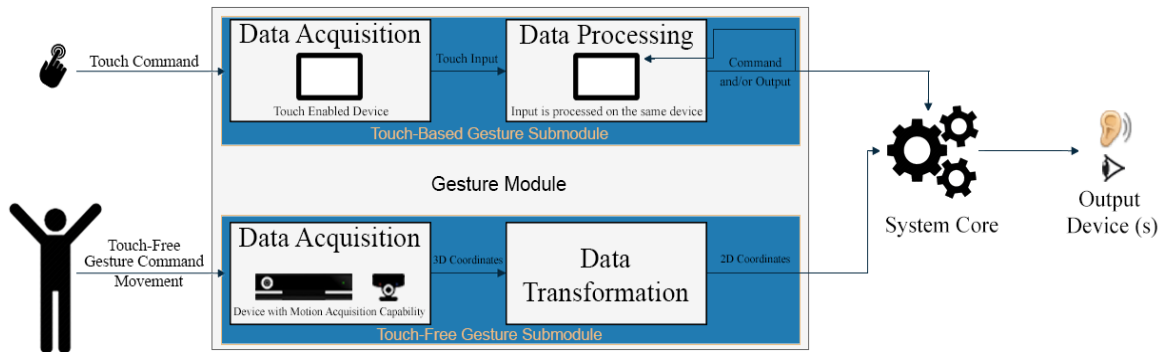 Touch Command
Data Acquisition
Touch Enabled Device
Touch Input
Data Processing
Input is processed on the same device
Command
and/or Output
Touch-Based Gesture Submodule
Gesture Module
Touch-Free
Gesture Command
Movement
Data Acquisition
Device with Motion Acquisition Capability
3D Coordinates
Data
Transformation
2D Coordinates
Touch-Free Gesture Submodule
System Core
Output
Device (s)